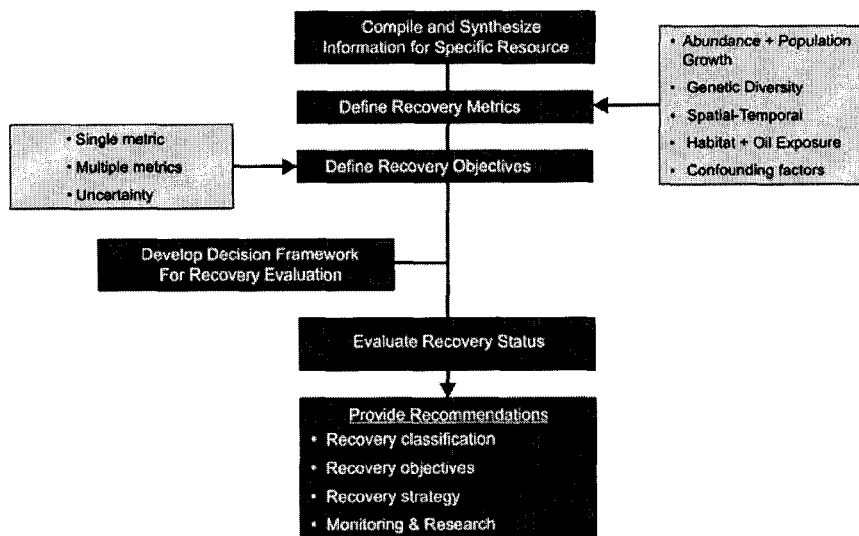 Compile and Synthesize
Information for Specific Resource
• Abundance + Population
Growth
• Genetic Diversity
• Spatial-Temporal
• Habitat + Oil Exposure
• Confounding factors
Define Recovery Metrics
• Single metric
• Multiple metrics
• Uncertainty
Define Recovery Objectives
Develop Decision Framework
For Recovery Evaluation
Evaluate Recovery Status
Provide Recommendations
• Recovery classification
• Recovery objectives
• Recovery strategy
• Monitoring & Research